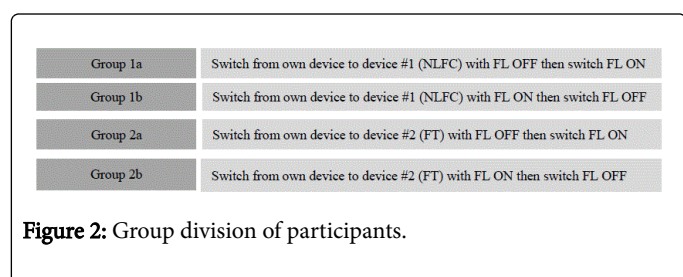 Group 1a Switch from own device to device #1 (NLFC) with FL OFF then switch FL ON
Group 1b Switch from own device to device #1 (NLFC) with FL ON then switch FL OFF
Group 2a Switch from own device to device #2 (FT) with FL OFF then switch FL ON
Group 2b Switch from own device to device #2 (FT) with FL ON then switch FL OFF
Figure 2: Group division of participants.